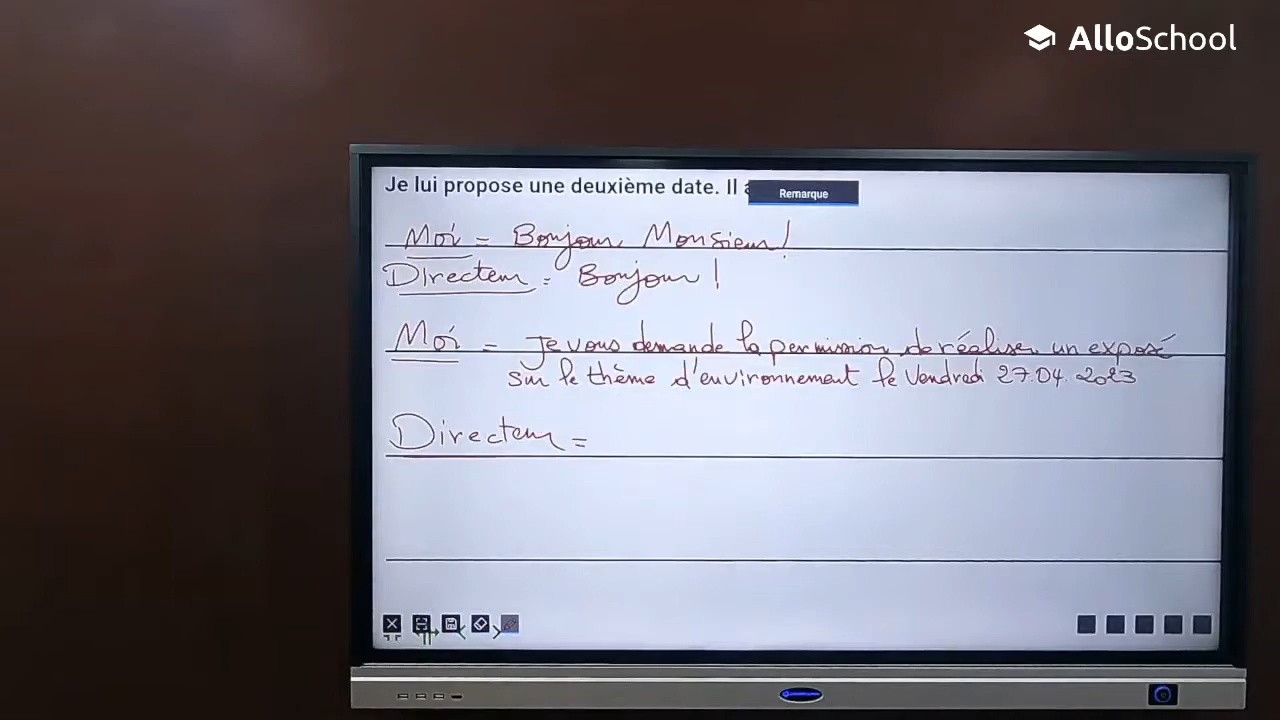 AlloSchool
Je lui propose une deuxième date. Il
Remarque
Moi = Bonjour Monsieur !
Directeur = Bonjour !
Moi = Je vous demande la permission de réaliser un exposé
sur le thème d'environnement le Vendredi 27.04.2023
Directeur =